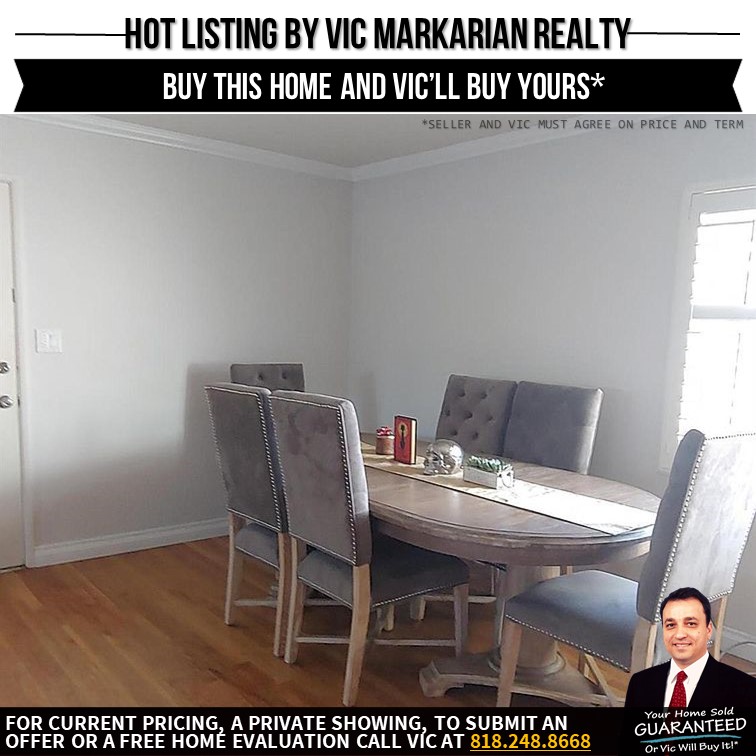 HOT LISTING BY VIC MARKARIAN REALTY
BUY THIS HOME AND VIC'LL BUY YOURS*
*SELLER AND VIC MUST AGREE ON PRICE AND TERM
FOR CURRENT PRICING, A PRIVATE SHOWING, TO SUBMIT AN
OFFER OR A FREE HOME EVALUATION CALL VIC AT 818.248.8668
Your Home Sold
GUARANTEED
Or Vic Will Buy It!